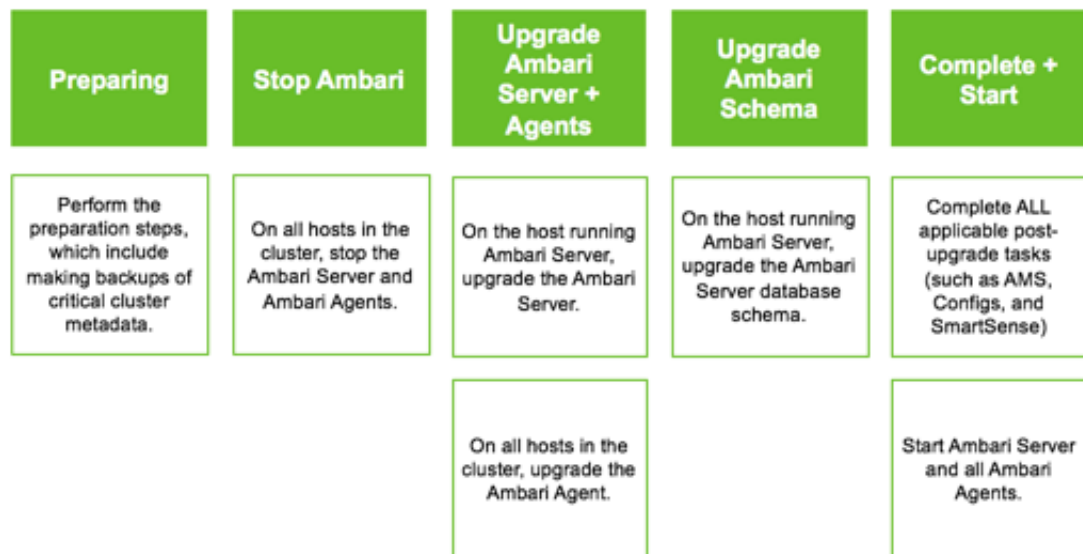 Preparing
Stop Ambari
Upgrade
Ambari
Server +
Agents
Upgrade
Ambari
Schema
Complete +
Start
Perform the
preparation steps,
which include
making backups of
critical cluster
metadata.
On all hosts in the
cluster, stop the
Ambari Server and
Ambari Agents.
On the host running
Ambari Server,
upgrade the Ambari
Server.
On the host running
Ambari Server,
upgrade the Ambari
Server database
schema.
Complete ALL
applicable post-
upgrade tasks
(such as AMS,
Configs, and
SmartSense)
On all hosts in the
cluster, upgrade the
Ambari Agent.
Start Ambari Server
and all Ambari
Agents.